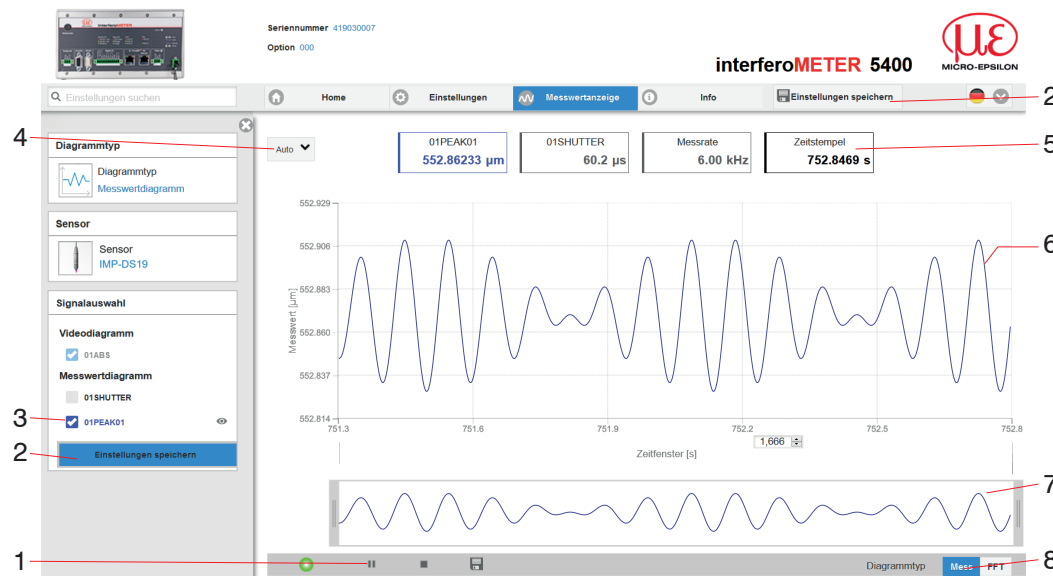 Seriennummer 419030007
Option 000
interferoMETER
interferoMETER 5400
με
MICRO-EPSILON
Einstellungen suchen
Home
Einstellungen
Messwertanzeige
Info
Einstellungen speichern
2
4
Auto
01PEAK01
552.86233 μm
01SHUTTER
60.2 μs
Messrate
6.00 kHz
Zeitstempel
752.8469 s
5
Diagrammtyp
Diagrammtyp
Messwertdiagramm
Sensor
Sensor
IMP-DS19
Signalauswahl
Videodiagramm
01ABS
Messwertdiagramm
01SHUTTER
3
01PEAK01
2
Einstellungen speichern
552.929
552.906
552.883
552.860
552.837
552.814
Messwert [μm]
6
751.3
751.6
751.9
752.2
752.5
752.8
1,666
Zeitfenster [s]
7
1
Diagrammtyp
Mess
FFT
8